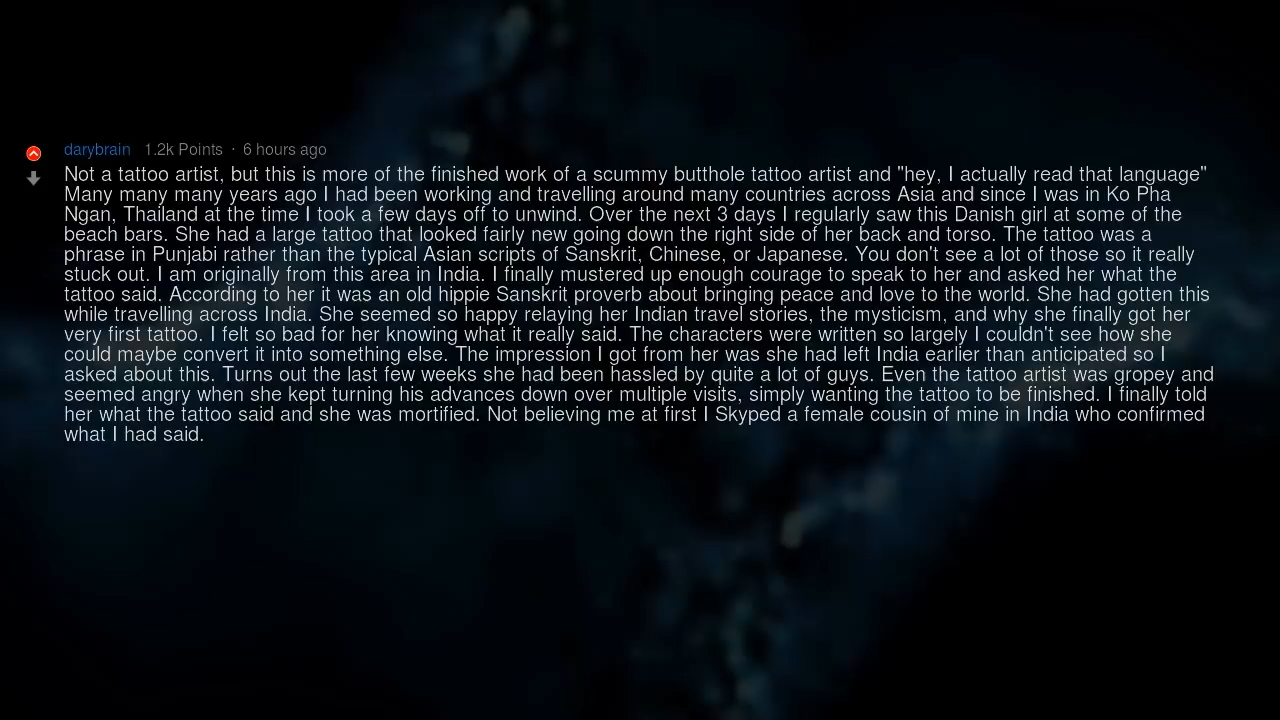 darybrain 1.2k Points · 6 hours ago
Not a tattoo artist, but this is more of the finished work of a scummy butthole tattoo artist and "hey, I actually read that language"
Many many many years ago I had been working and travelling around many countries across Asia and since I was in Ko Pha
Ngan, Thailand at the time I took a few days off to unwind. Over the next 3 days I regularly saw this Danish girl at some of the
beach bars. She had a large tattoo that looked fairly new going down the right side of her back and torso. The tattoo was a
phrase in Punjabi rather than the typical Asian scripts of Sanskrit, Chinese, or Japanese. You don't see a lot of those so it really
stuck out. I am originally from this area in India. I finally mustered up enough courage to speak to her and asked her what the
tattoo said. According to her it was an old hippie Sanskrit proverb about bringing peace and love to the world. She had gotten this
while travelling across India. She seemed so happy relaying her Indian travel stories, the mysticism, and why she finally got her
very first tattoo. I felt so bad for her knowing what it really said. The characters were written so largely I couldn't see how she
could maybe convert it into something else. The impression I got from her was she had left India earlier than anticipated so I
asked about this. Turns out the last few weeks she had been hassled by quite a lot of guys. Even the tattoo artist was gropey and
seemed angry when she kept turning his advances down over multiple visits, simply wanting the tattoo to be finished. I finally told
her what the tattoo said and she was mortified. Not believing me at first I Skyped a female cousin of mine in India who confirmed
what I had said.